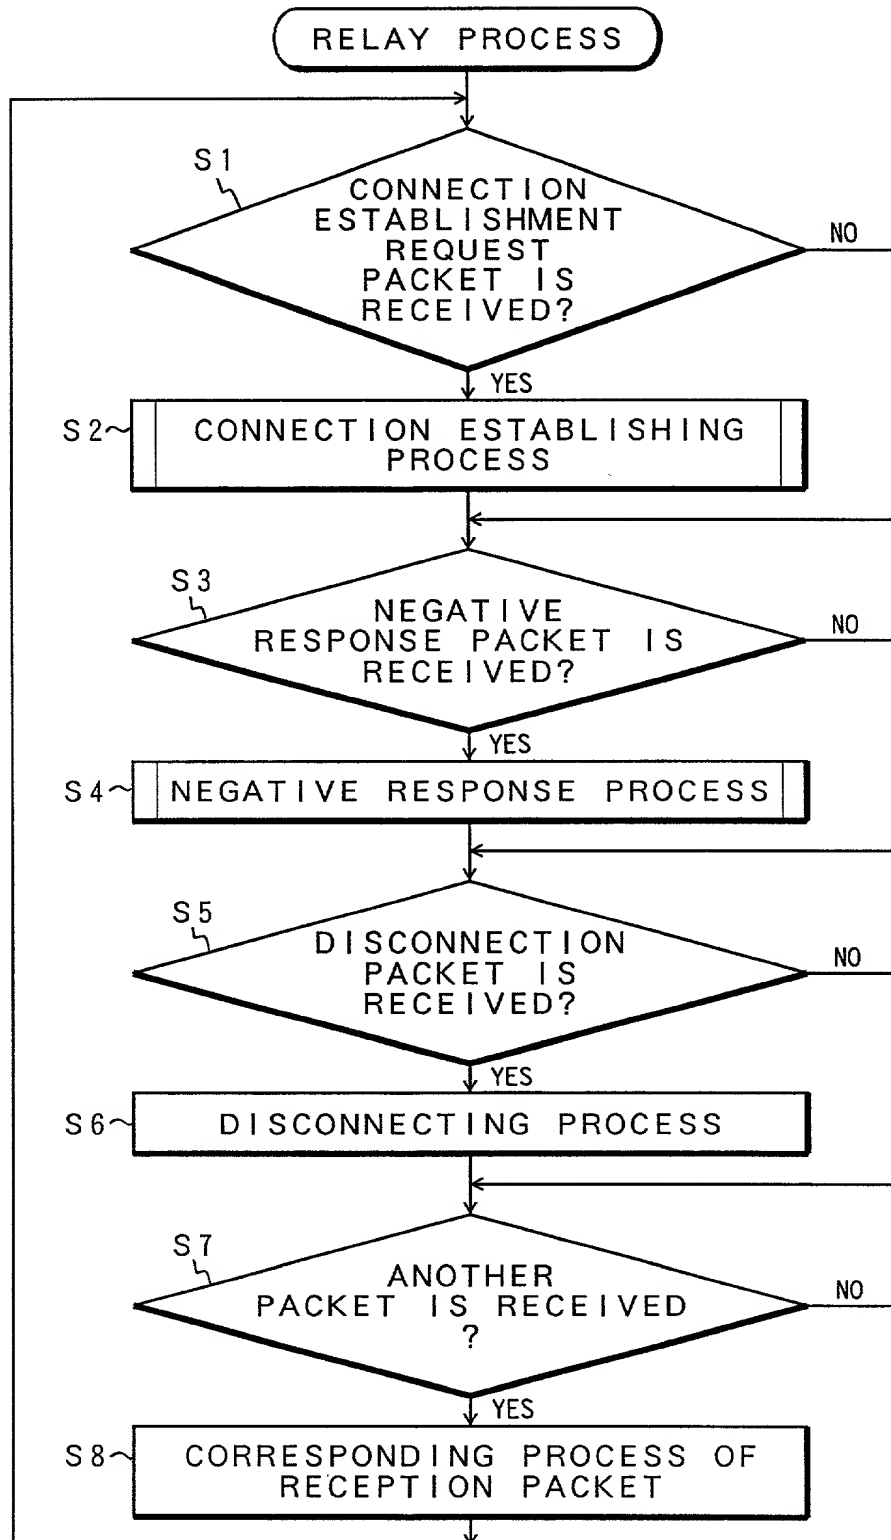 RELAY PROCESS
S1
CONNECTION
ESTABLISHMENT
REQUEST
PACKET IS
RECEIVED?
NO
YES
S2
CONNECTION ESTABLISHING
PROCESS
S3
NEGATIVE
RESPONSE PACKET IS
RECEIVED?
NO
YES
S4
NEGATIVE RESPONSE PROCESS
S5
DISCONNECTION
PACKET IS
RECEIVED?
NO
YES
S6
DISCONNECTING PROCESS
S7
ANOTHER
PACKET IS RECEIVED
?
NO
YES
S8
CORRESPONDING PROCESS OF
RECEPTION PACKET